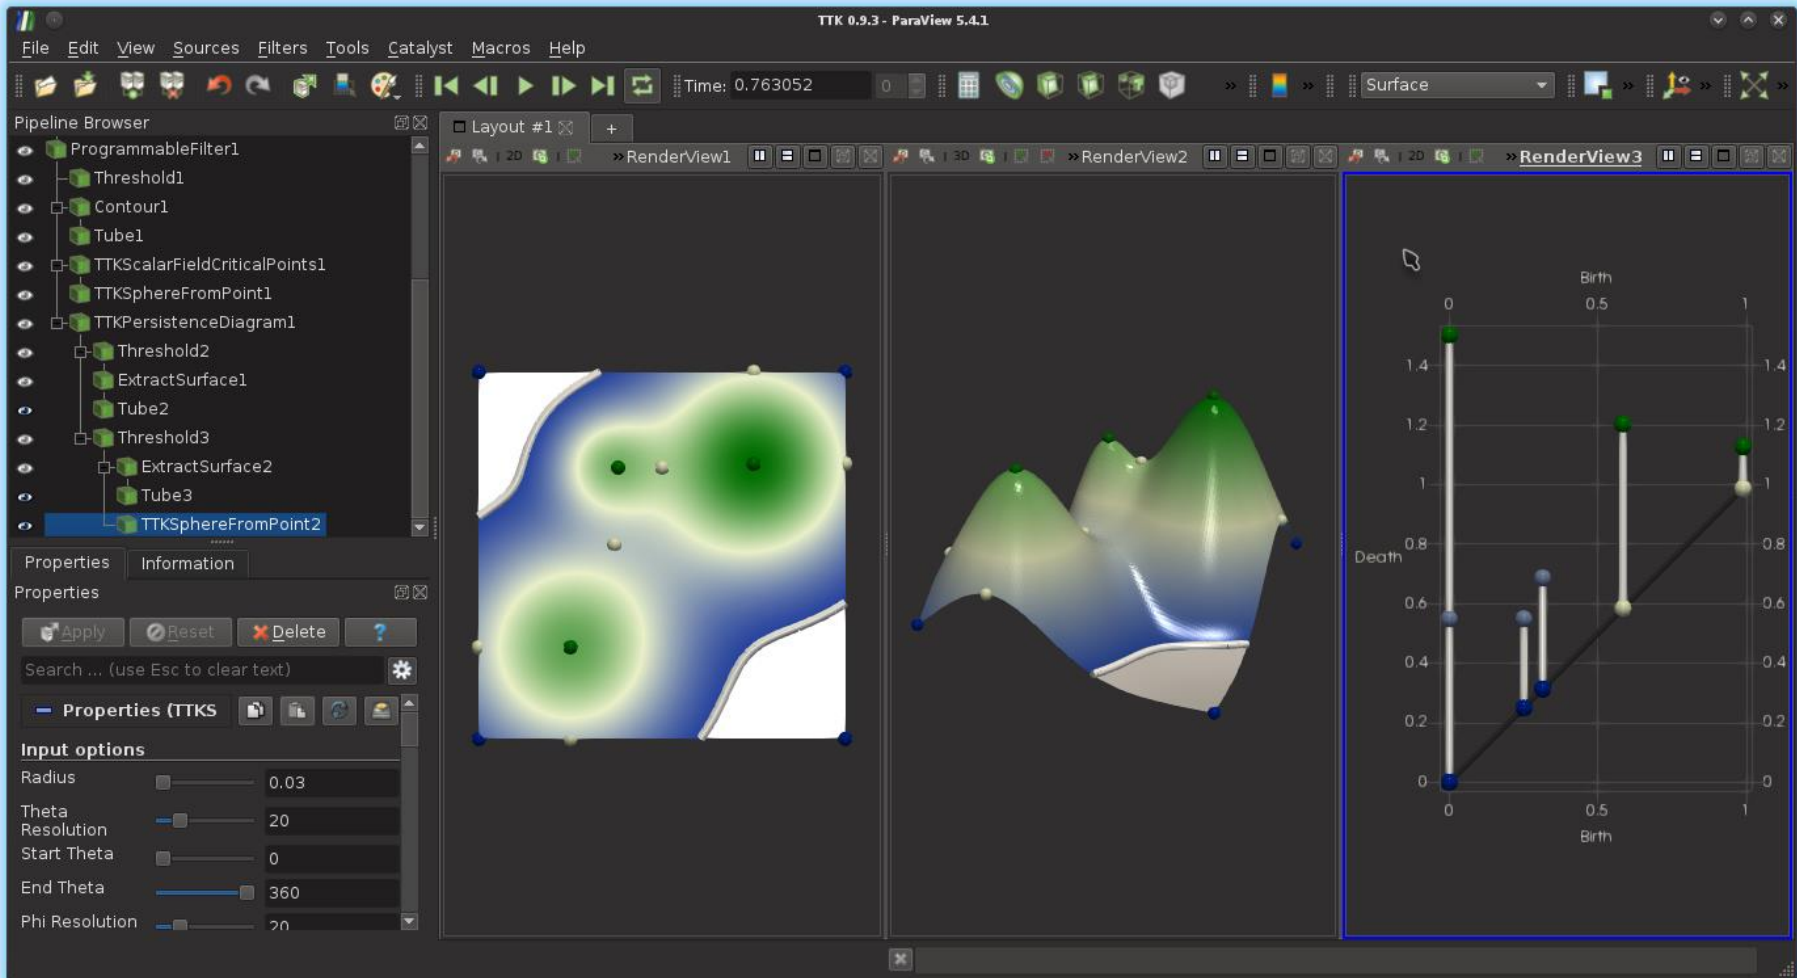 TTK 0.9.3 - ParaView 5.4.1
File Edit View Sources Filters Tools Catalyst Macros Help
Time: 0.763052 0 » » Surface » » »
Pipeline Browser
ProgrammableFilter1
Threshold1
Contour1
Tube1
TTKScalarFieldCriticalPoints1
TTKSphereFromPoint1
TTKPersistenceDiagram1
Threshold2
ExtractSurface1
Tube2
Threshold3
ExtractSurface2
Tube3
TTKSphereFromPoint2
Properties Information
Properties
Apply Reset Delete ?
Search ... (use Esc to clear text)
Properties (TTKS
Input options
Radius 0.03
Theta Resolution 20
Start Theta 0
End Theta 360
Phi Resolution 20
Layout #1 +
2D » RenderView1
3D » RenderView2
2D » RenderView3
Birth
0 0.5 1
1.4 1.4
1.2 1.2
1 1
0.8 0.8
Death
0.6 0.6
0.4 0.4
0.2 0.2
0 0
0 0.5 1
Birth